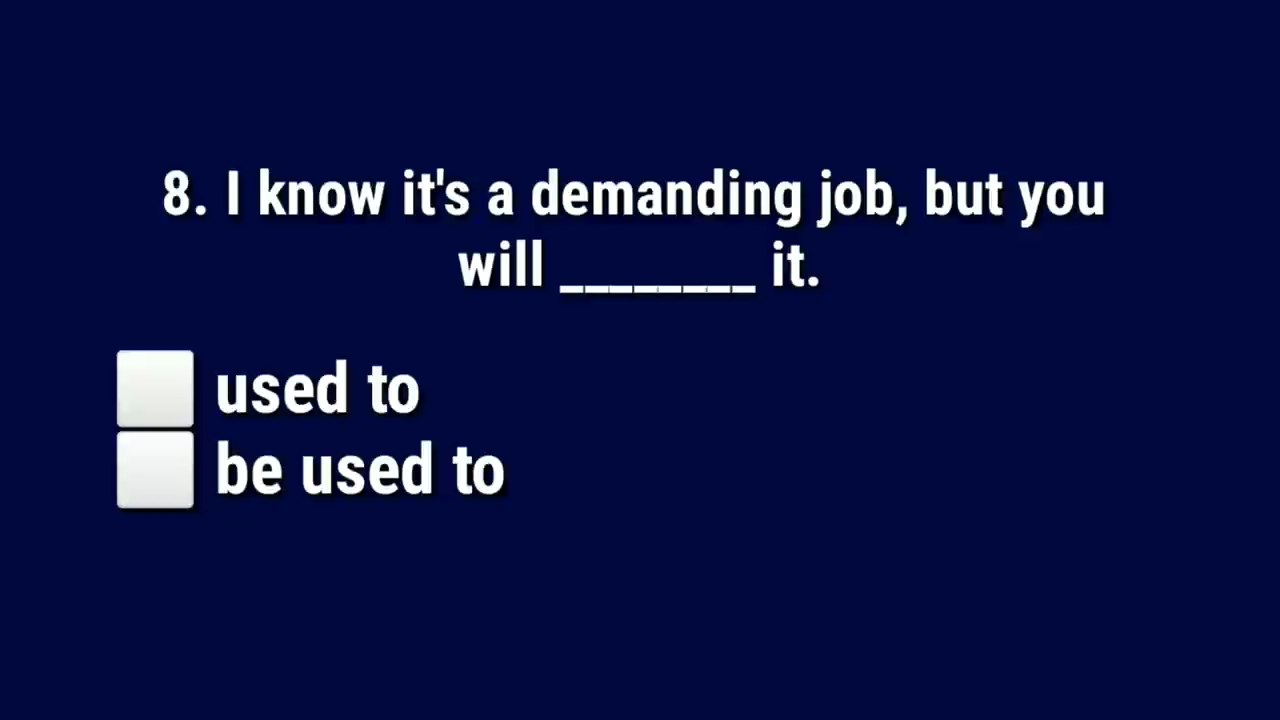 8. I know it's a demanding job, but you
will ________ it.
used to
be used to